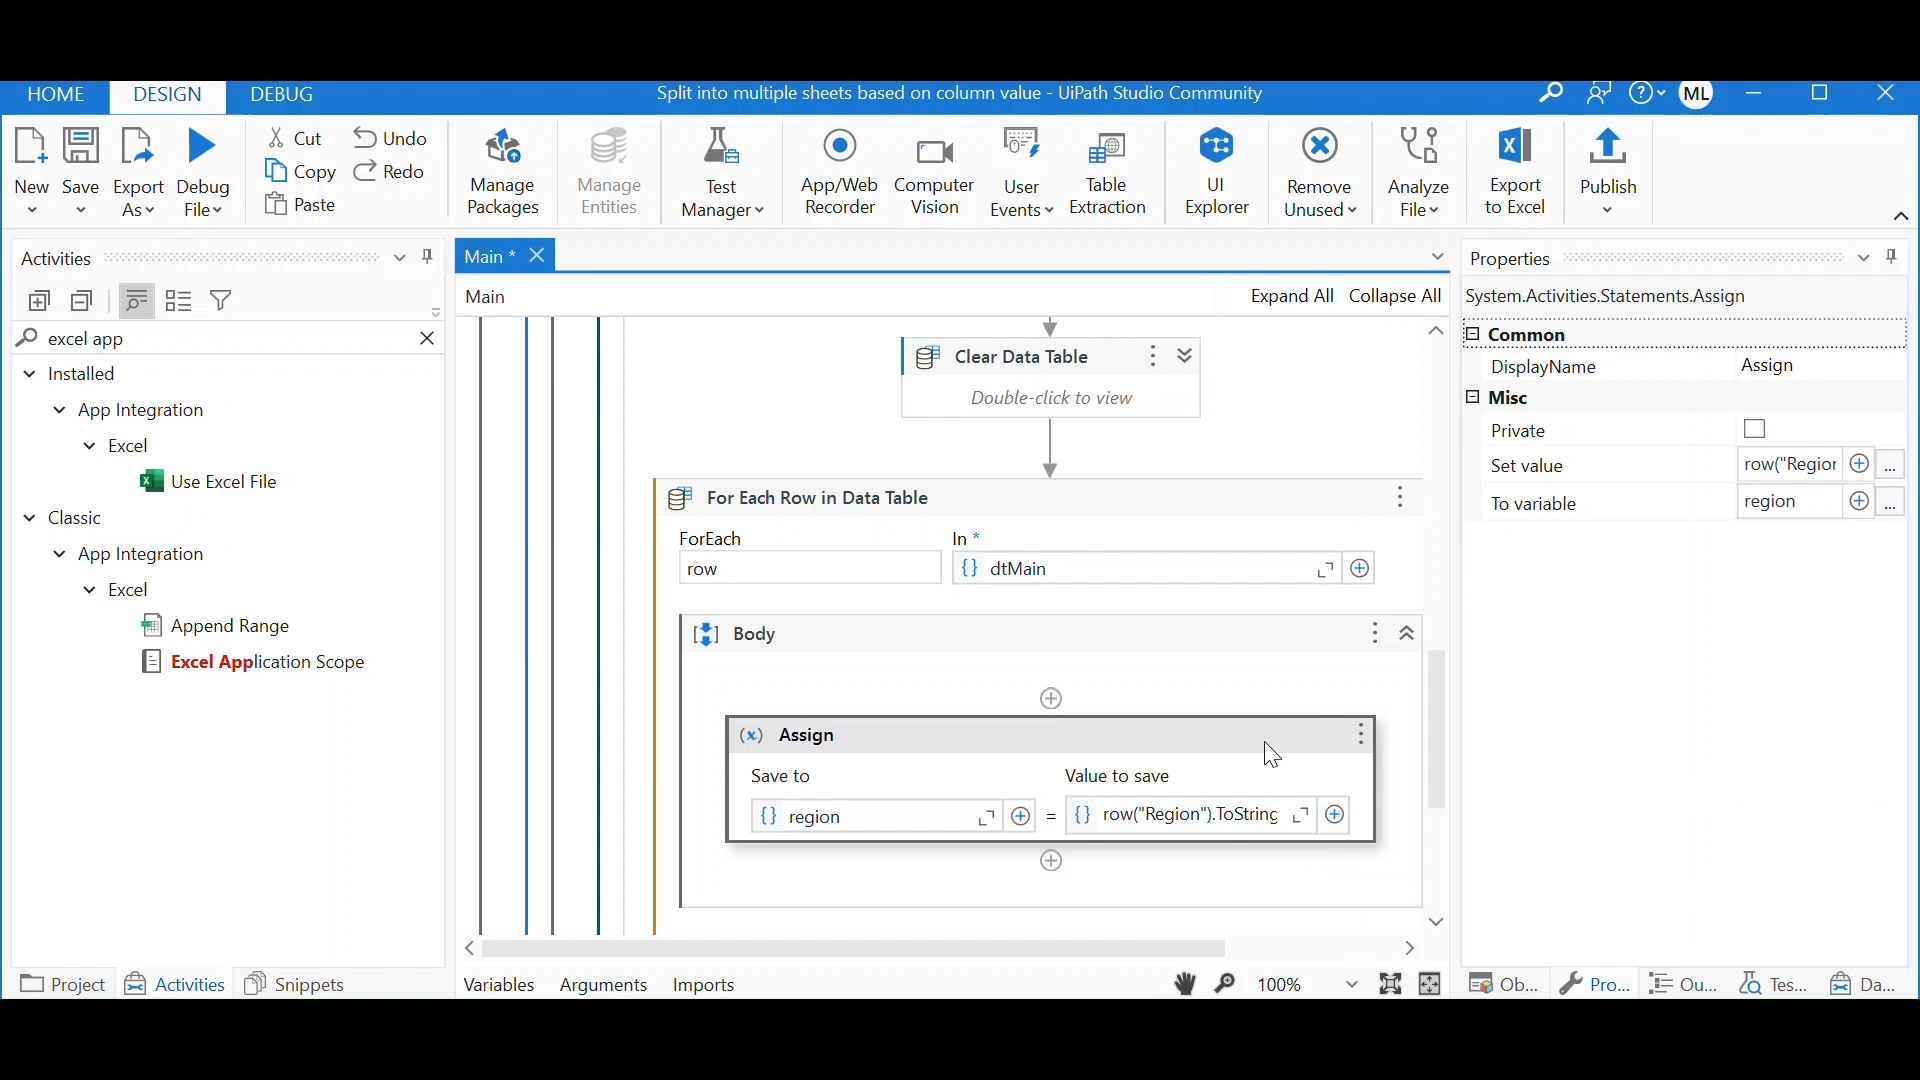 HOME DESIGN DEBUG Split into multiple sheets based on column value - UiPath Studio Community ML
New Save Export As Debug File Cut Copy Paste Undo Redo Manage Packages Manage Entities Test Manager App/Web Recorder Computer Vision User Events Table Extraction UI Explorer Remove Unused Analyze File Export to Excel Publish
Activities
excel app
Installed
App Integration
Excel
Use Excel File
Classic
App Integration
Excel
Append Range
Excel Application Scope
Project Activities Snippets
Main *
Main Expand All Collapse All
Clear Data Table
Double-click to view
For Each Row in Data Table
ForEach In *
row dtMain
Body
Assign
Save to Value to save
region = row("Region").ToString
Variables Arguments Imports 100%
Properties
System.Activities.Statements.Assign
Common
DisplayName Assign
Misc
Private
Set value row("Region ...
To variable region ...
Ob... Pro... Ou... Tes... Da...